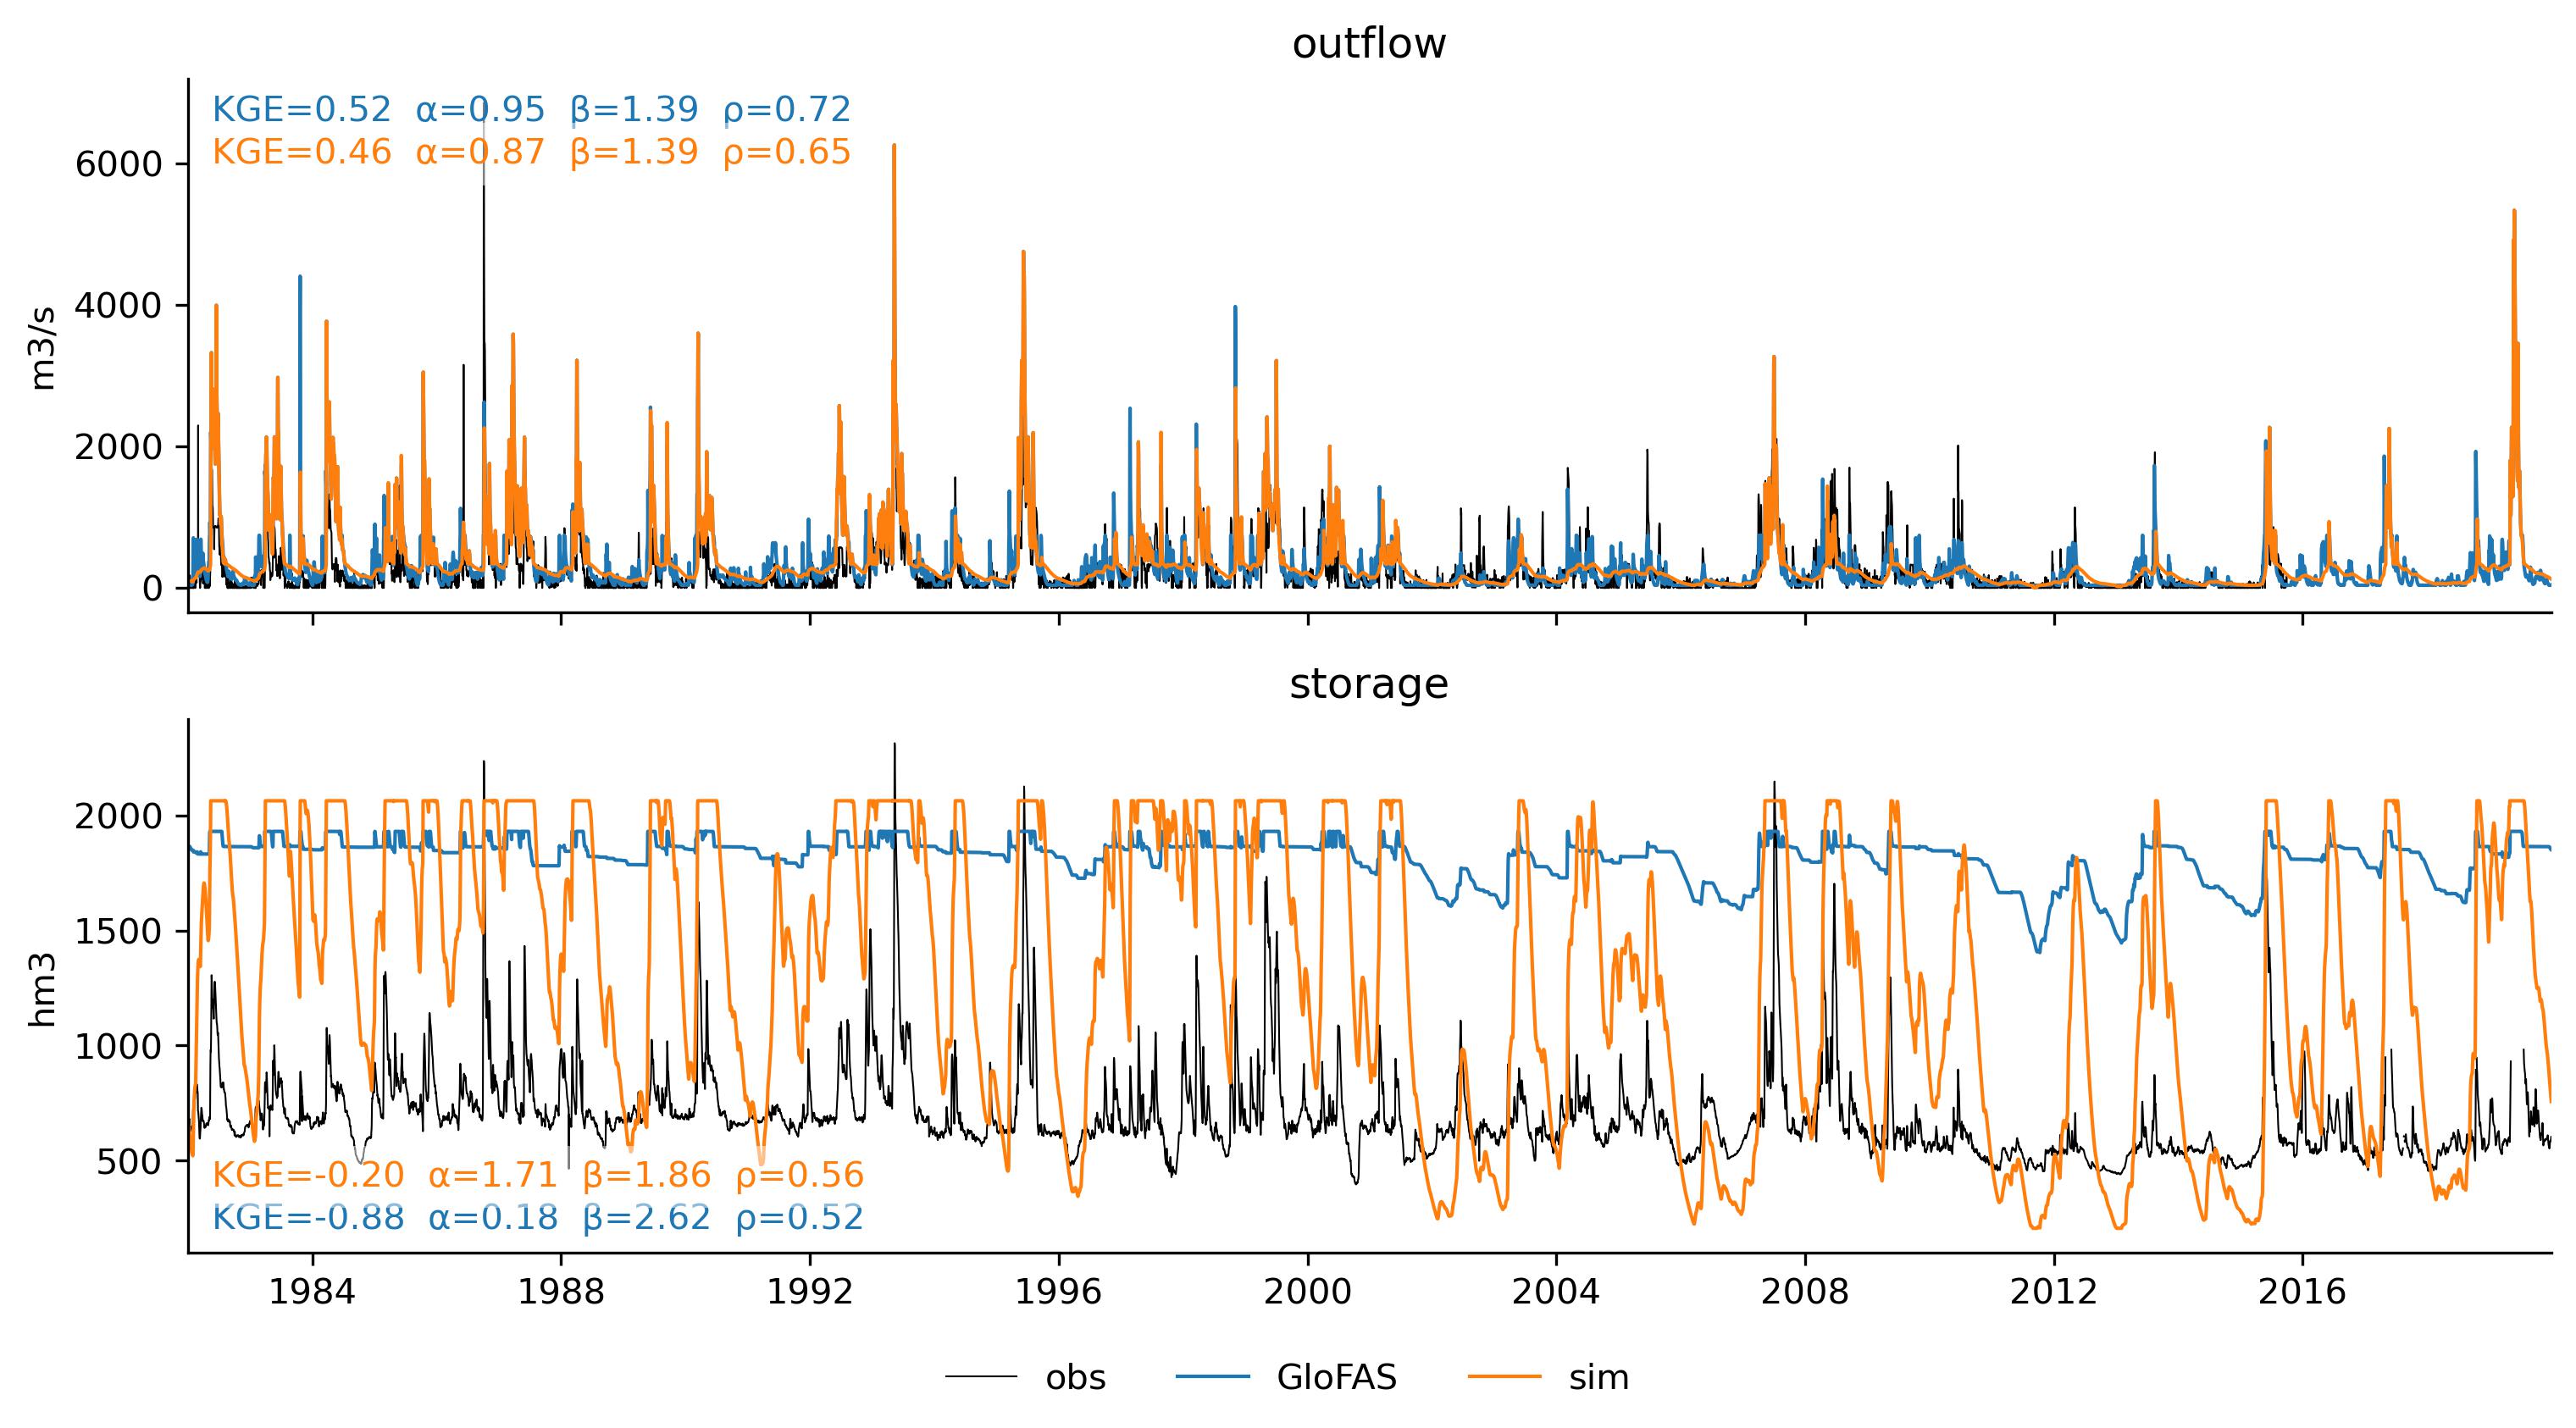 outflow
KGE=0.52 α=0.95 β=1.39 ρ=0.72
KGE=0.46 α=0.87 β=1.39 ρ=0.65
6000
4000
2000
0
m3/s
storage
2000
1500
1000
500
hm3
KGE=-0.20 α=1.71 β=1.86 ρ=0.56
KGE=-0.88 α=0.18 β=2.62 ρ=0.52
1984 1988 1992 1996 2000 2004 2008 2012 2016
obs GloFAS sim